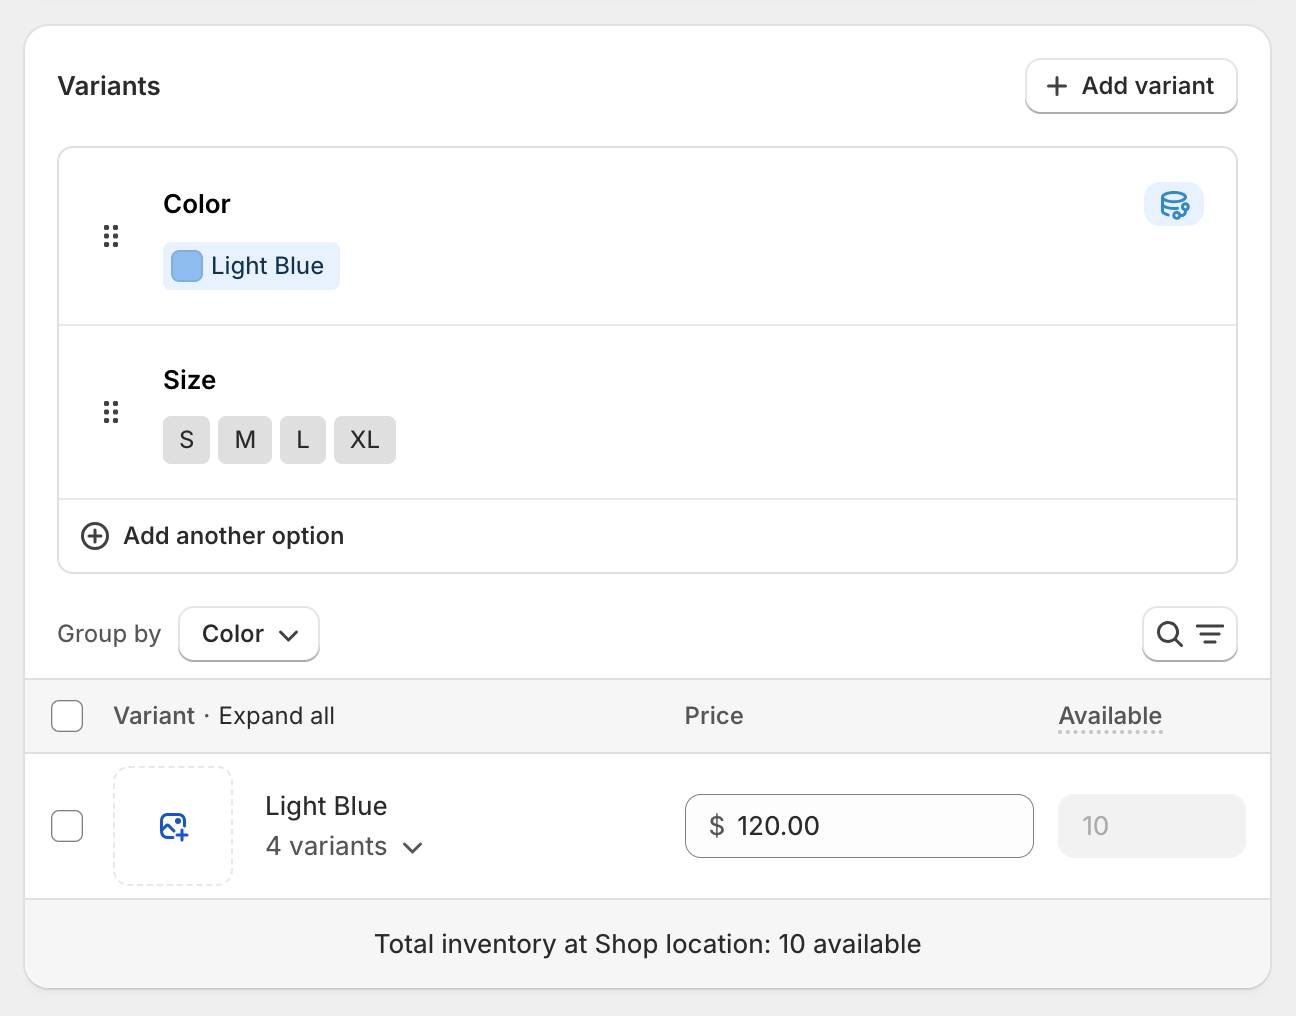 Variants
Add variant
Color
Light Blue
Size
S M L XL
Add another option
Group by Color
Variant · Expand all Price Available
Light Blue
4 variants
$ 120.00 10
Total inventory at Shop location: 10 available